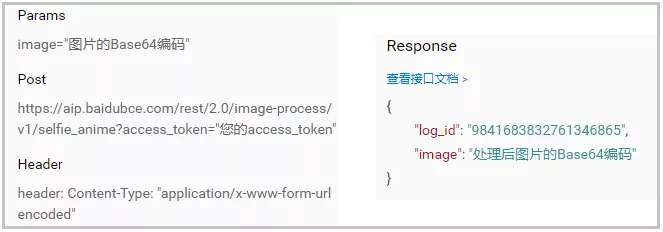 Params
image="图片的Base64编码"
Post
https://aip.baidubce.com/rest/2.0/image-process/
v1/selfie_anime?access_token="您的access_token"
Header
header: Content-Type: "application/x-www-form-url
encoded"
Response
查看接口文档 >
{
"log_id": "9841683832761346865",
"image": "处理后图片的Base64编码"
}